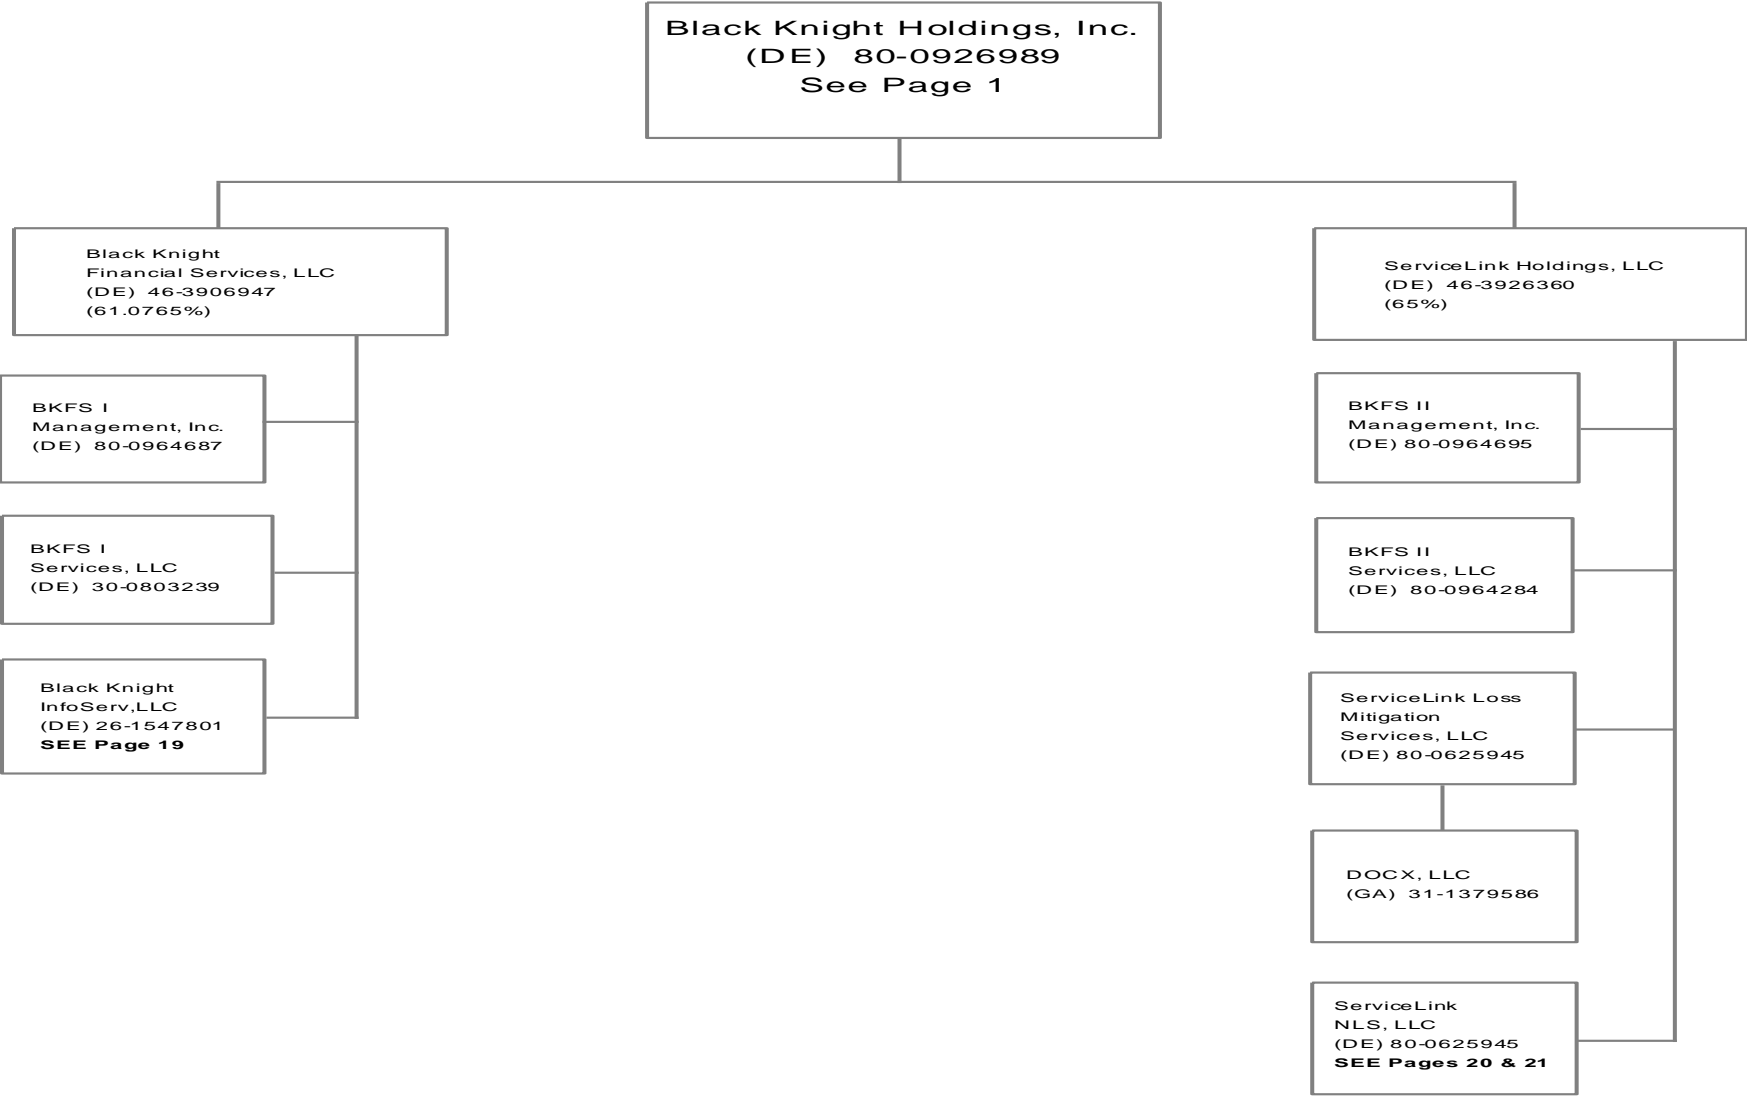 Black Knight Holdings, Inc.
(DE) 80-0926989
See Page 1
Black Knight
Financial Services, LLC
(DE) 46-3906947
(61.0765%)
BKFS I
Management, Inc.
(DE) 80-0964687
BKFS I
Services, LLC
(DE) 30-0803239
Black Knight
InfoServ,LLC
(DE) 26-1547801
SEE Page 19
ServiceLink Holdings, LLC
(DE) 46-3926360
(65%)
BKFS II
Management, Inc.
(DE) 80-0964695
BKFS II
Services, LLC
(DE) 80-0964284
ServiceLink Loss
Mitigation
Services, LLC
(DE) 80-0625945
DOCX, LLC
(GA) 31-1379586
ServiceLink
NLS, LLC
(DE) 80-0625945
SEE Pages 20 & 21